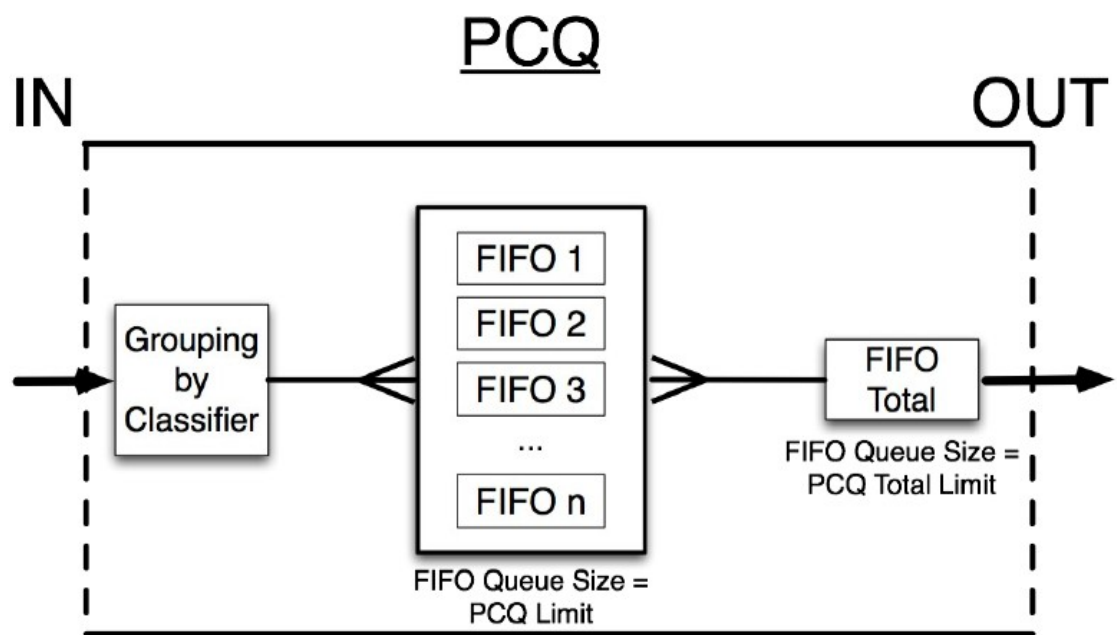 PCQ
IN
OUT
Grouping
by
Classifier
FIFO 1
FIFO 2
FIFO 3
...
FIFO n
FIFO Queue Size =
PCQ Limit
FIFO
Total
FIFO Queue Size =
PCQ Total Limit